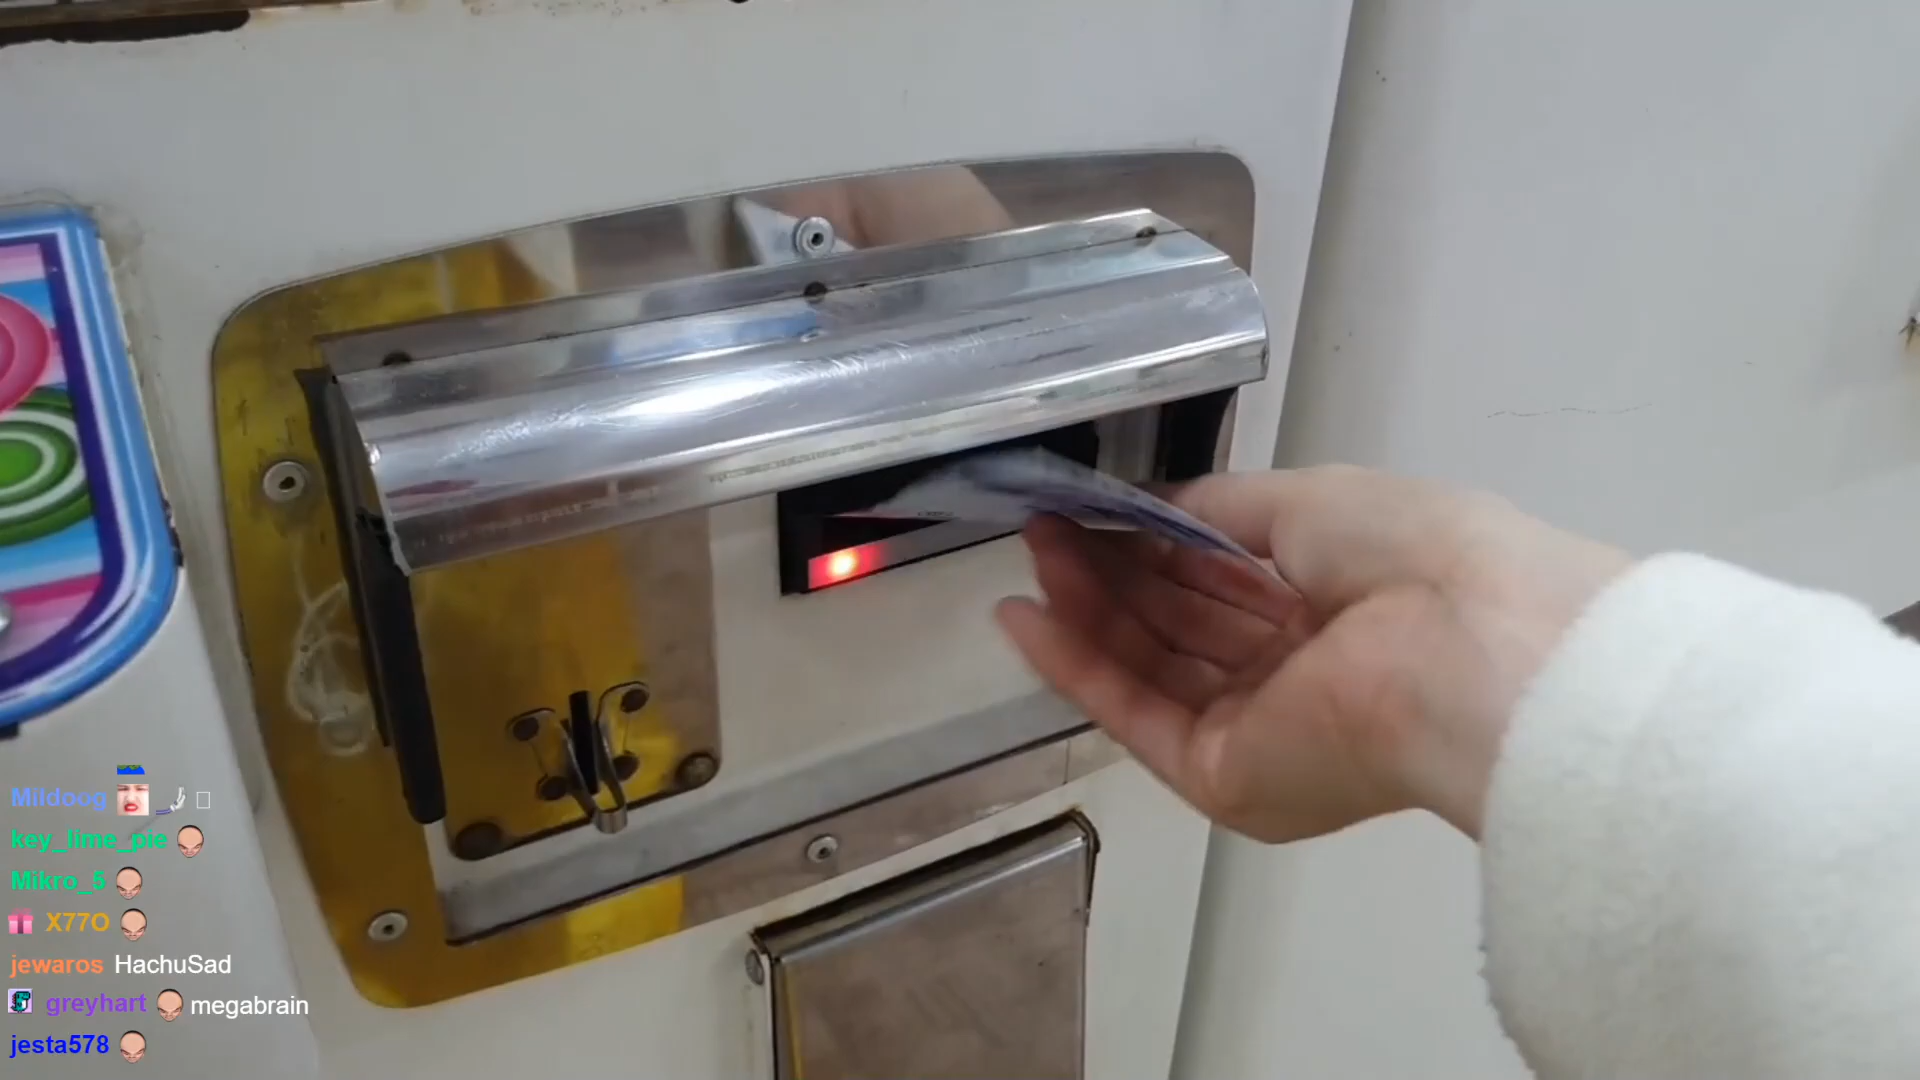 Mildoog
key_lime_pie
Mikro_5
X77O
jewaros HachuSad
greyhart megabrain
jesta578